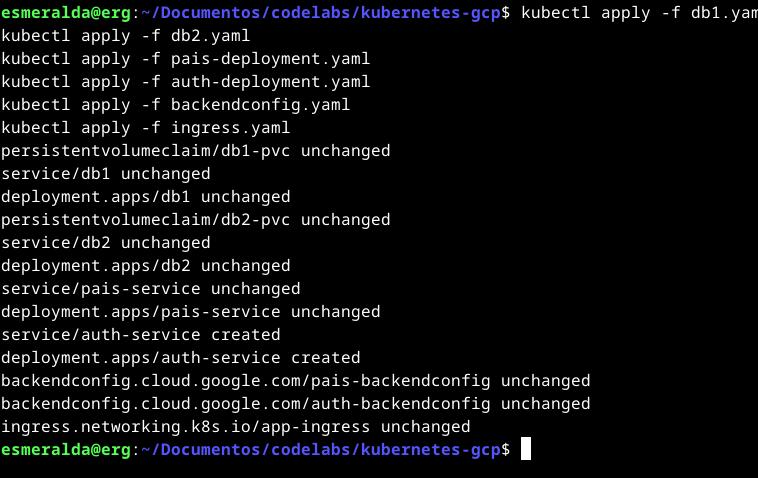 esmeralda@erg:~/Documentos/codelabs/kubernetes-gcp$ kubectl apply -f db1.yam
kubectl apply -f db2.yaml
kubectl apply -f pais-deployment.yaml
kubectl apply -f auth-deployment.yaml
kubectl apply -f backendconfig.yaml
kubectl apply -f ingress.yaml
persistentvolumeclaim/db1-pvc unchanged
service/db1 unchanged
deployment.apps/db1 unchanged
persistentvolumeclaim/db2-pvc unchanged
service/db2 unchanged
deployment.apps/db2 unchanged
service/pais-service unchanged
deployment.apps/pais-service unchanged
service/auth-service created
deployment.apps/auth-service created
backendconfig.cloud.google.com/pais-backendconfig unchanged
backendconfig.cloud.google.com/auth-backendconfig unchanged
ingress.networking.k8s.io/app-ingress unchanged
esmeralda@erg:~/Documentos/codelabs/kubernetes-gcp$